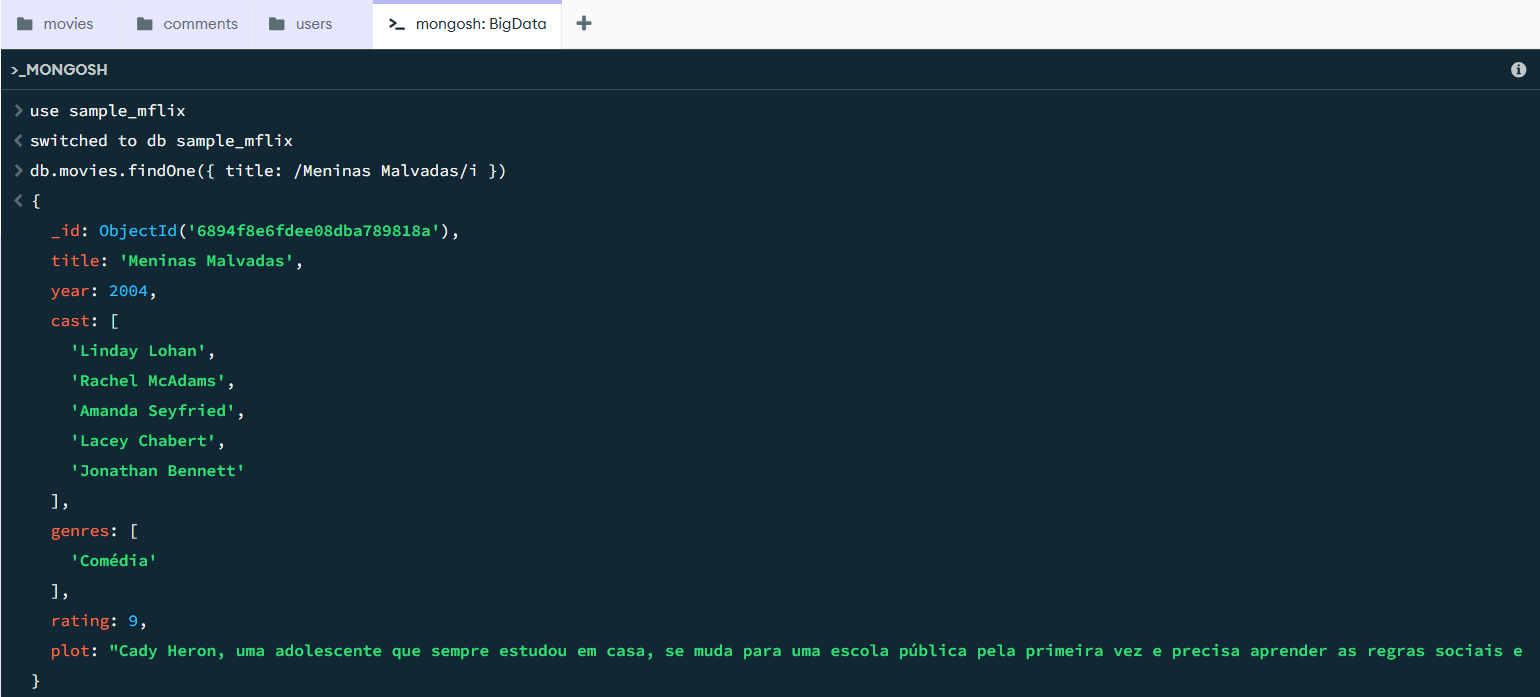 movies comments users >_ mongosh: BigData +
>_MONGOSH
> use sample_mflix
< switched to db sample_mflix
> db.movies.findOne({ title: /Meninas Malvadas/i })
< {
_id: ObjectId('6894f8e6fdee08dba789818a'),
title: 'Meninas Malvadas',
year: 2004,
cast: [
'Linday Lohan',
'Rachel McAdams',
'Amanda Seyfried',
'Lacey Chabert',
'Jonathan Bennett'
],
genres: [
'Comédia'
],
rating: 9,
plot: "Cady Heron, uma adolescente que sempre estudou em casa, se muda para uma escola pública pela primeira vez e precisa aprender as regras sociais e
}